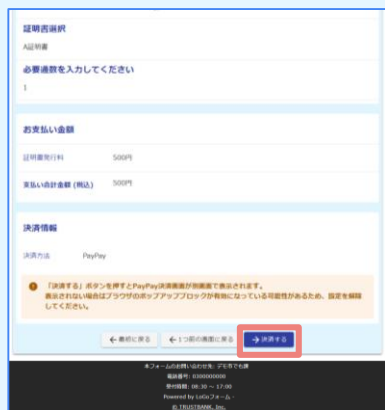 証明書選択
A証明書
必要通数を入力してください
1
お支払い金額
証明書発行料 500円
支払い合計金額 (税込) 500円
決済情報
決済方法 PayPay
「決済する」ボタンを押すとPayPay決済画面が別画面で表示されます。
表示されない場合はブラウザのポップアップブロックが有効になっている可能性があるため、設定を解除
してください。
←最初に戻る ←1つ前の画面に戻る →決済する
本フォームのお問い合わせ先: デモ市でも課
電話番号: 0300000000
受付時間: 08:30 ～ 17:00
Powered by LoGoフォーム -
© TRUSTBANK, Inc.